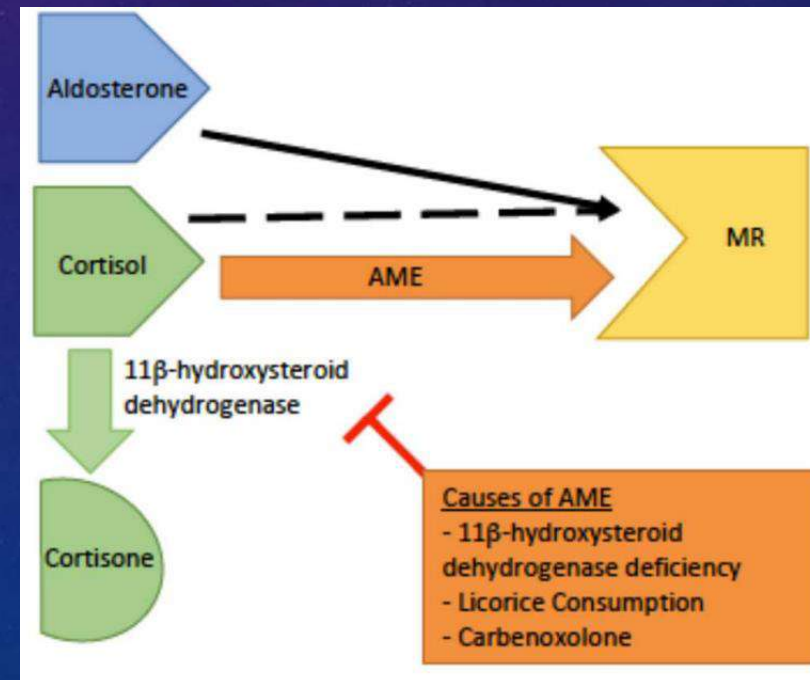 Aldosterone
MR
Cortisol
AME
11β-hydroxysteroid
dehydrogenase
Cortisone
Causes of AME
- 11β-hydroxysteroid
dehydrogenase deficiency
- Licorice Consumption
- Carbenoxolone